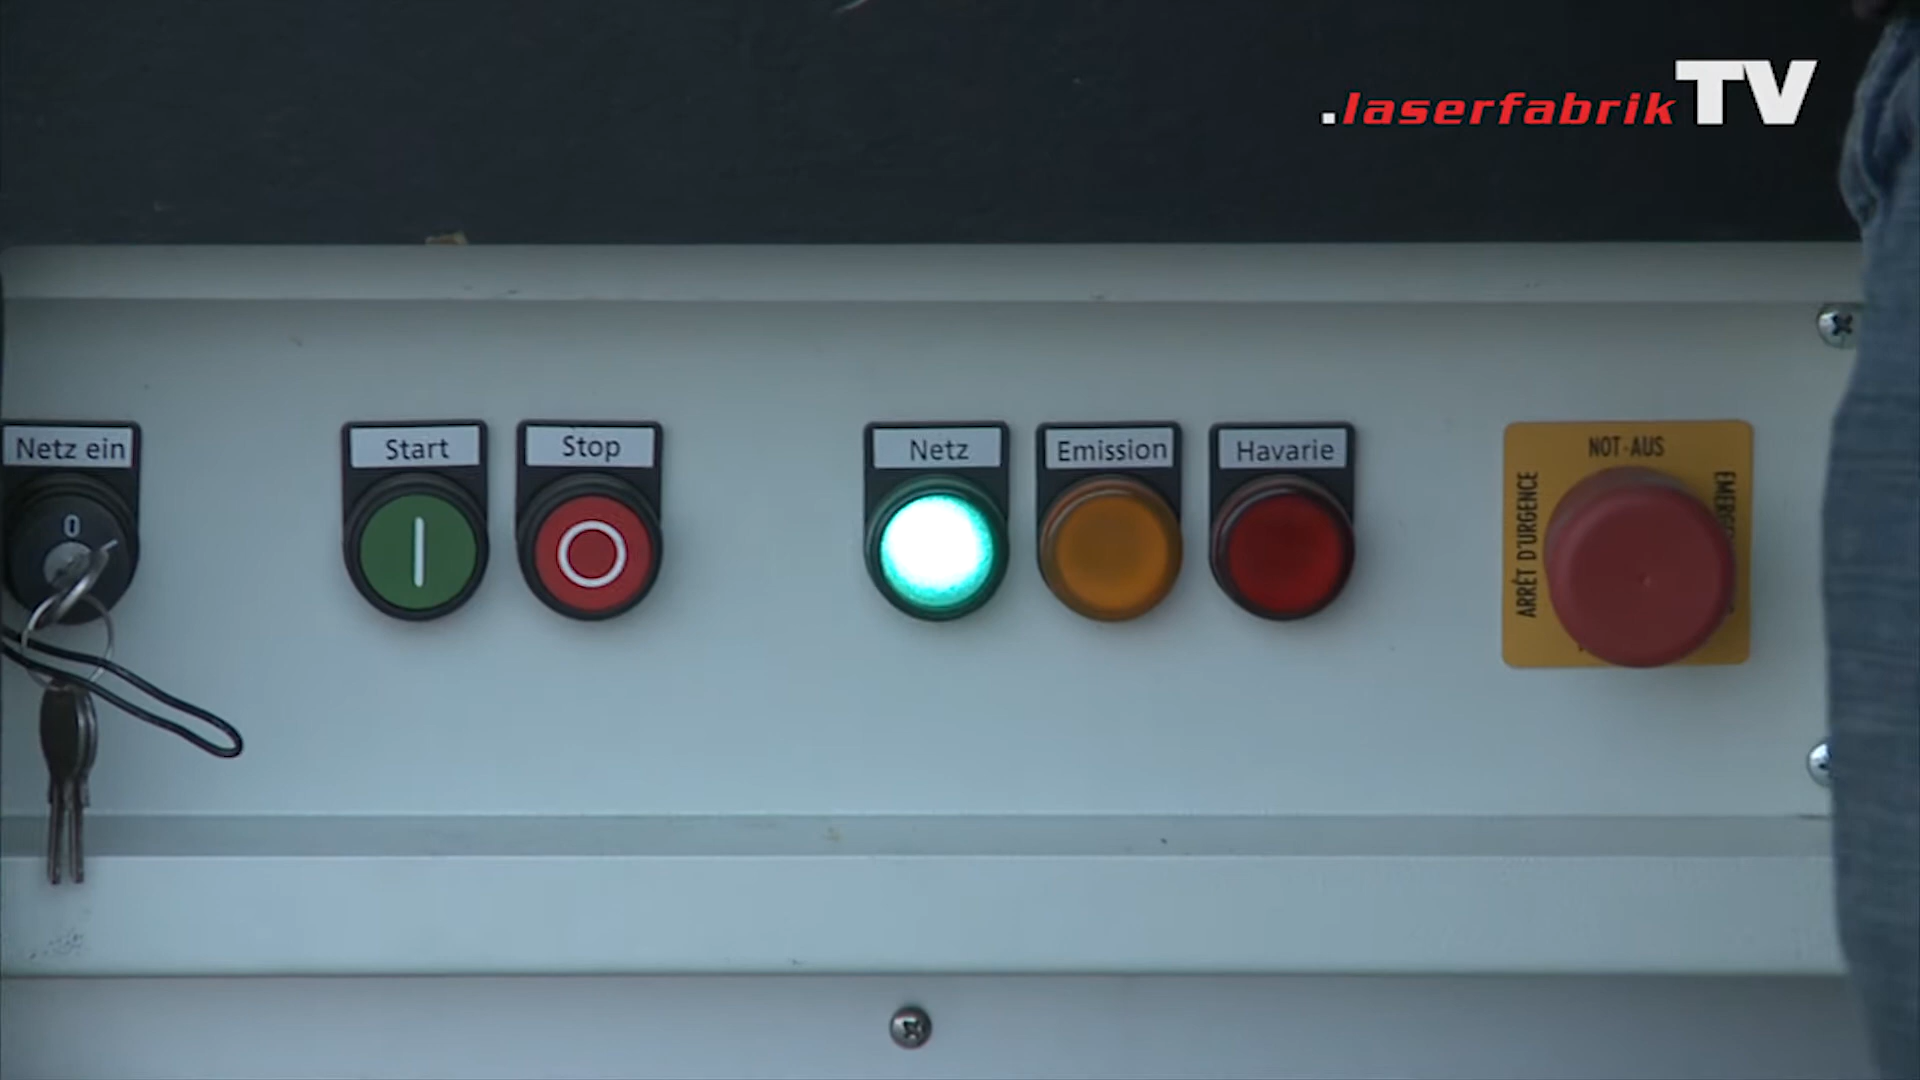 .laserfabrikTV
Netz ein
0
Start
Stop
Netz
Emission
Havarie
NOT-AUS
ARRÊT D'URGENCE